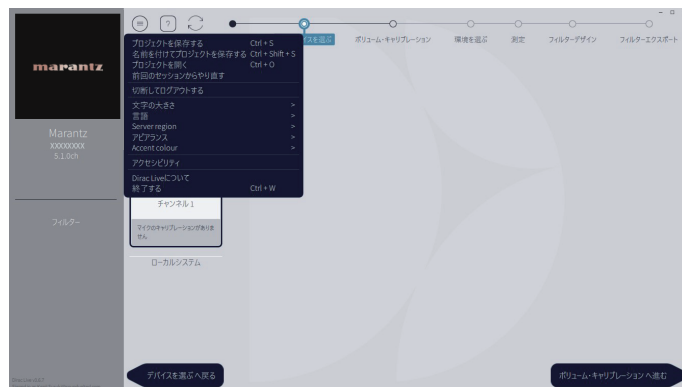 marantz
Marantz
XXXXXXXX
5.1.0ch
フィルター
?
イスを選ぶ
ボリューム・キャリブレーション
環境を選ぶ
測定
フィルターデザイン
フィルターエクスポート
プロジェクトを保存する Ctrl + S
名前を付けてプロジェクトを保存する Ctrl + Shift + S
プロジェクトを開く Ctrl + O
前回のセッションからやり直す
切断してログアウトする
文字の大きさ >
言語 >
Server region >
アピアランス >
Accent colour >
アクセシビリティ
Dirac Liveについて
終了する Ctrl + W
チャンネル 1
マイクのキャリブレーションがありま
せん
ローカルシステム
デバイスを選ぶ へ戻る
ボリューム・キャリブレーション へ進む